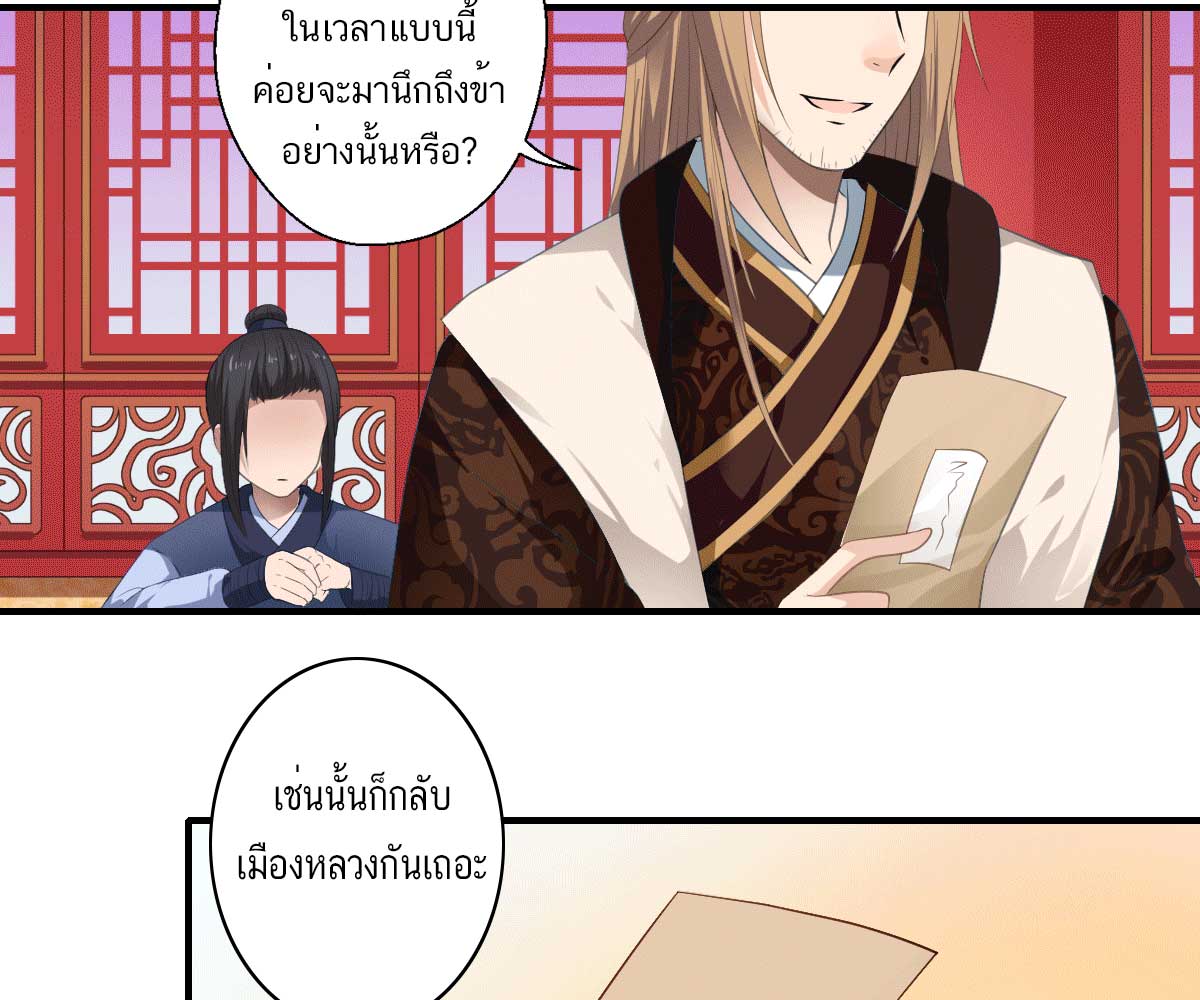 ในเวลาแบบนี้
ค่อยจะมานึกถึงข้า
อย่างนั้นหรือ?
เช่นนั้นก็กลับ
เมืองหลวงกันเถอะ